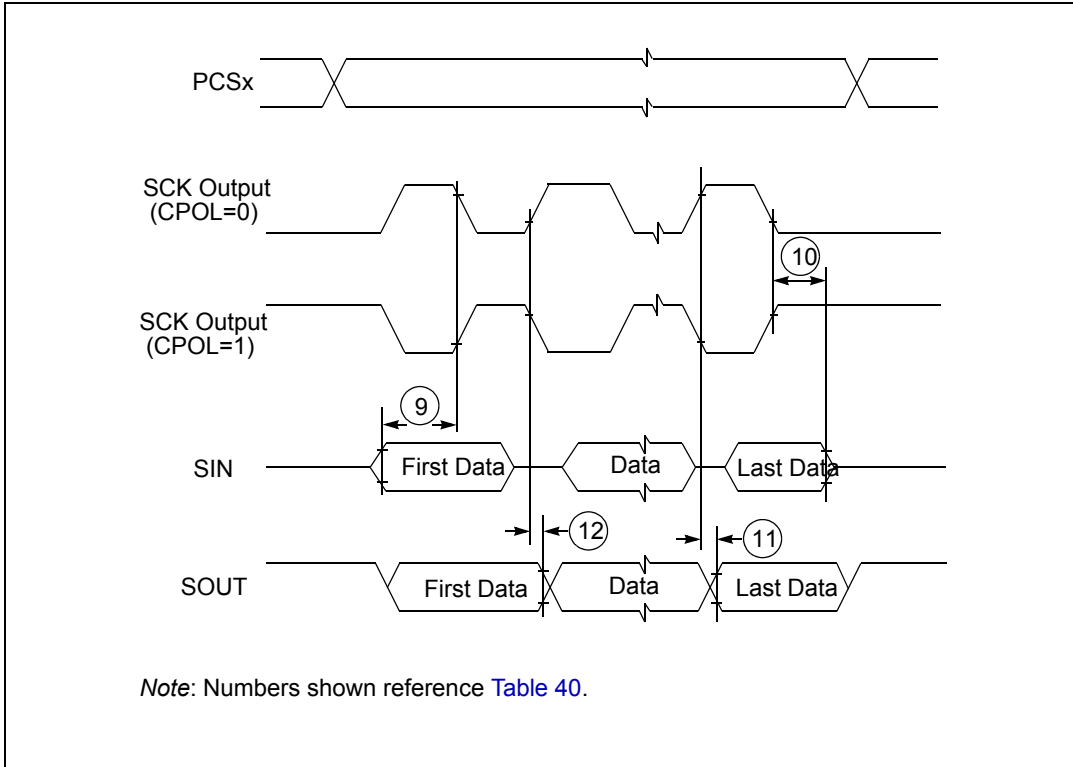 PCSx
SCK Output
(CPOL=0)
10
SCK Output
(CPOL=1)
9
SIN
First Data
Data
Last Data
12
11
SOUT
First Data
Data
Last Data
Note: Numbers shown reference Table 40.